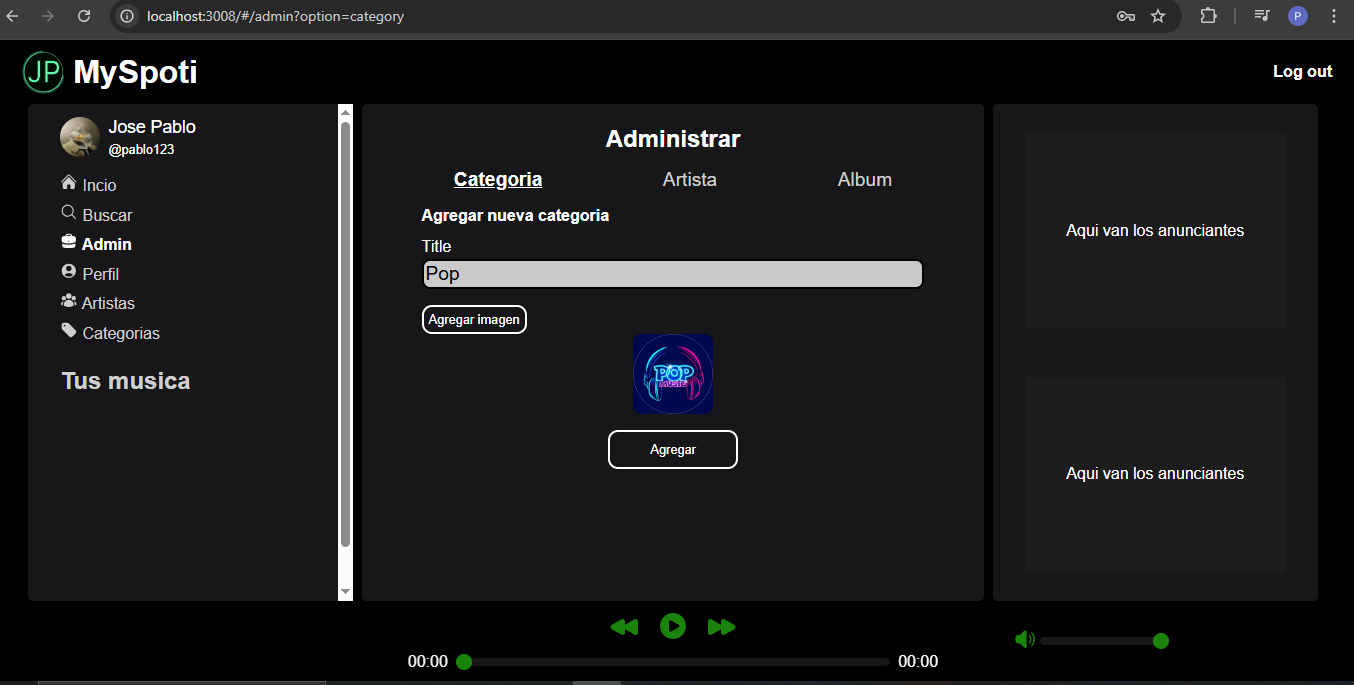 localhost:3008/#/admin?option=category
P
JP MySpoti
Log out
Jose Pablo
@pablo123
Incio
Buscar
Admin
Perfil
Artistas
Categorias
Tus musica
Administrar
Categoria Artista Album
Agregar nueva categoria
Title
Pop
Agregar imagen
POP
MUSIC
Agregar
Aqui van los anunciantes
Aqui van los anunciantes
00:00 00:00